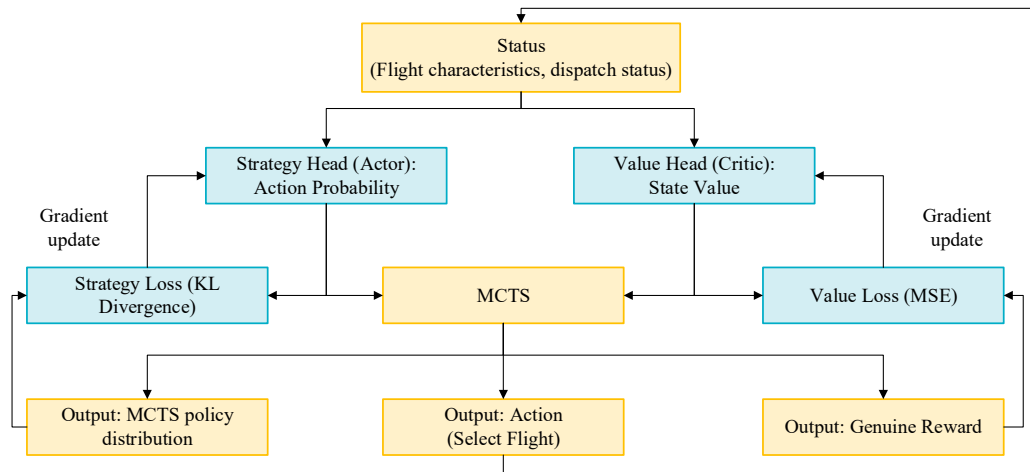 Status
(Flight characteristics, dispatch status)
Strategy Head (Actor):
Action Probability
Value Head (Critic):
State Value
Gradient
update
Gradient
update
Strategy Loss (KL
Divergence)
MCTS
Value Loss (MSE)
Output: MCTS policy
distribution
Output: Action
(Select Flight)
Output: Genuine Reward